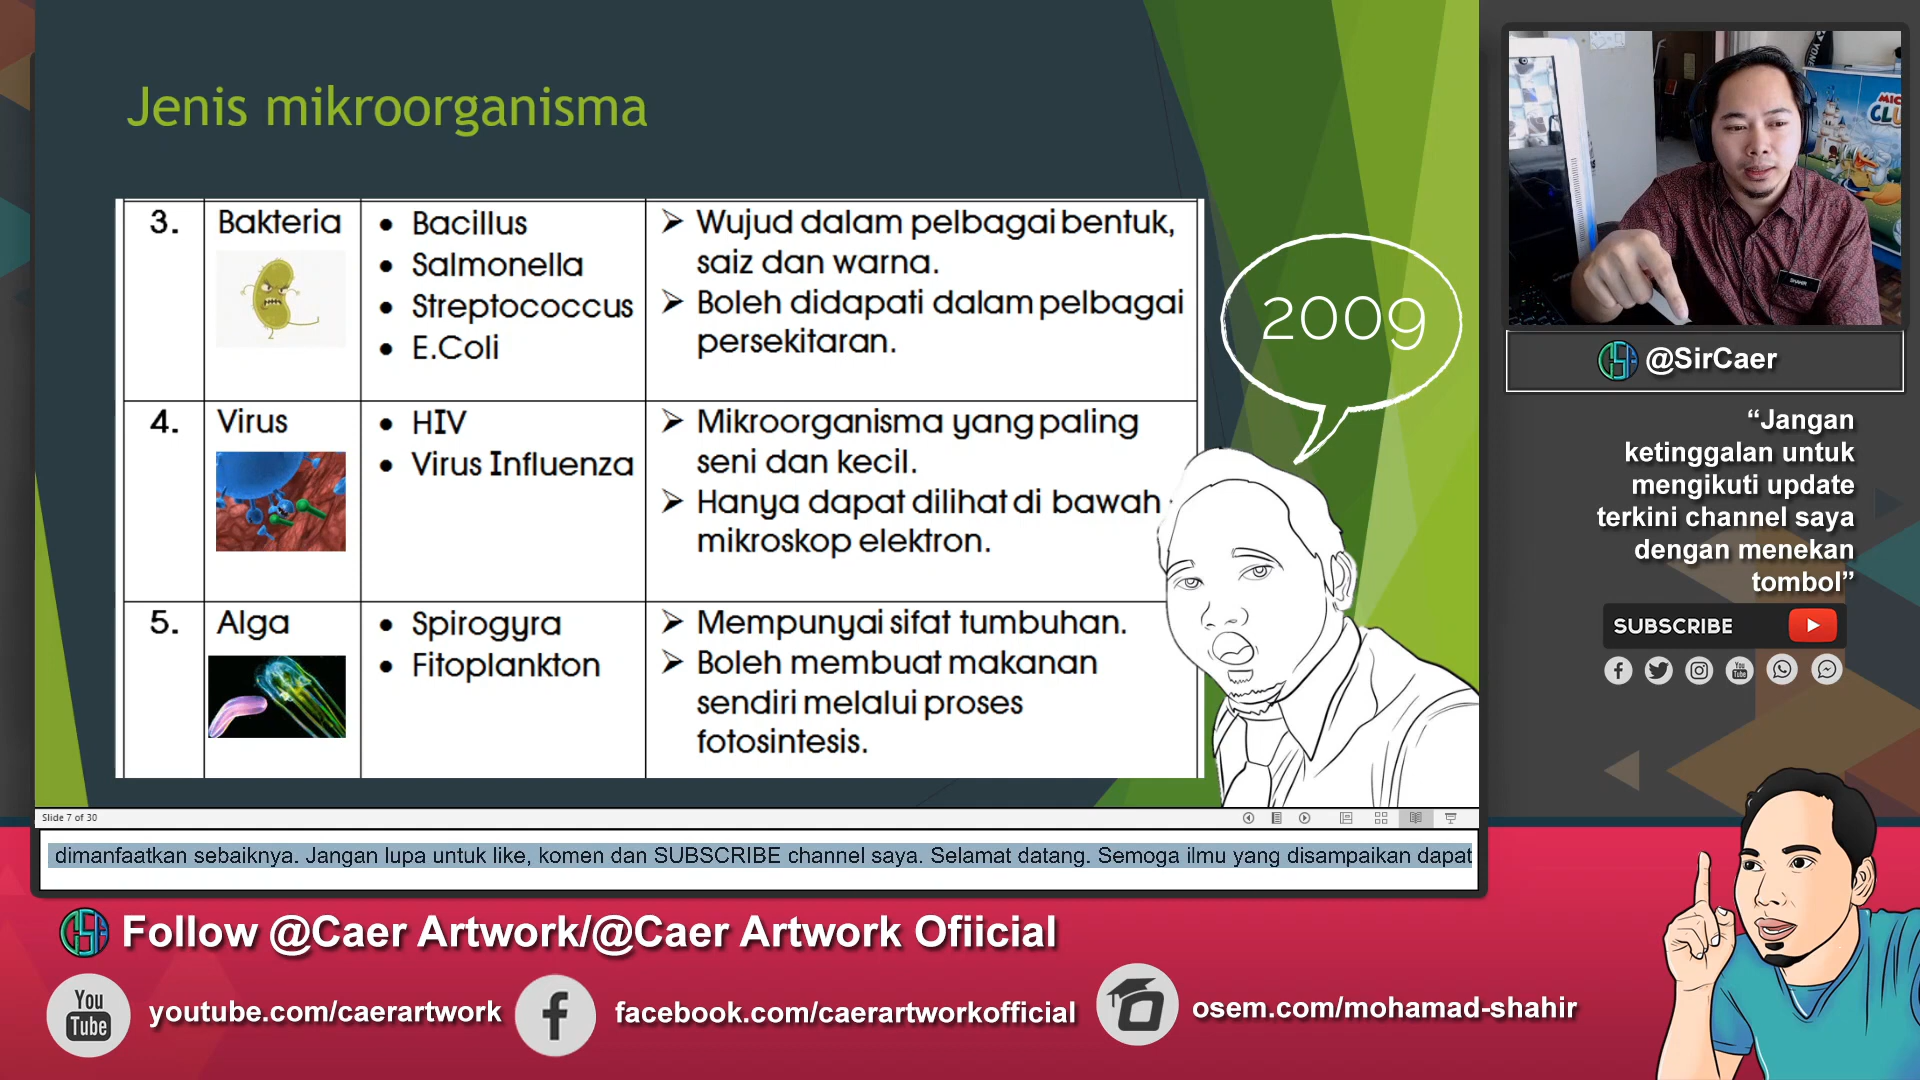 Jenis mikroorganisma
3.
Bakteria
• Bacillus
• Salmonella
• Streptococcus
• E.Coli
➢ Wujud dalam pelbagai bentuk,
saiz dan warna.
➢ Boleh didapati dalam pelbagai
persekitaran.
4.
Virus
• HIV
• Virus Influenza
➢ Mikroorganisma yang paling
seni dan kecil.
➢ Hanya dapat dilihat di bawah
mikroskop elektron.
5.
Alga
• Spirogyra
• Fitoplankton
➢ Mempunyai sifat tumbuhan.
➢ Boleh membuat makanan
sendiri melalui proses
fotosintesis.
2009
SHAHIR
@SirCaer
“Jangan
ketinggalan untuk
mengikuti update
terkini channel saya
dengan menekan
tombol”
SUBSCRIBE
Slide 7 of 30
dimanfaatkan sebaiknya. Jangan lupa untuk like, komen dan SUBSCRIBE channel saya. Selamat datang. Semoga ilmu yang disampaikan dapat
Follow @Caer Artwork/@Caer Artwork Ofiicial
You
Tube
youtube.com/caerartwork
facebook.com/caerartworkofficial
osem.com/mohamad-shahir